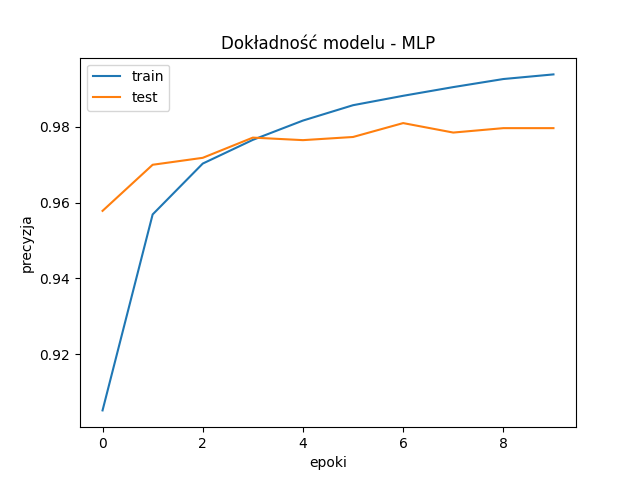 Dokładność modelu - MLP
train
test
0.98
0.96
0.94
0.92
precyzja
0
2
4
6
8
epoki